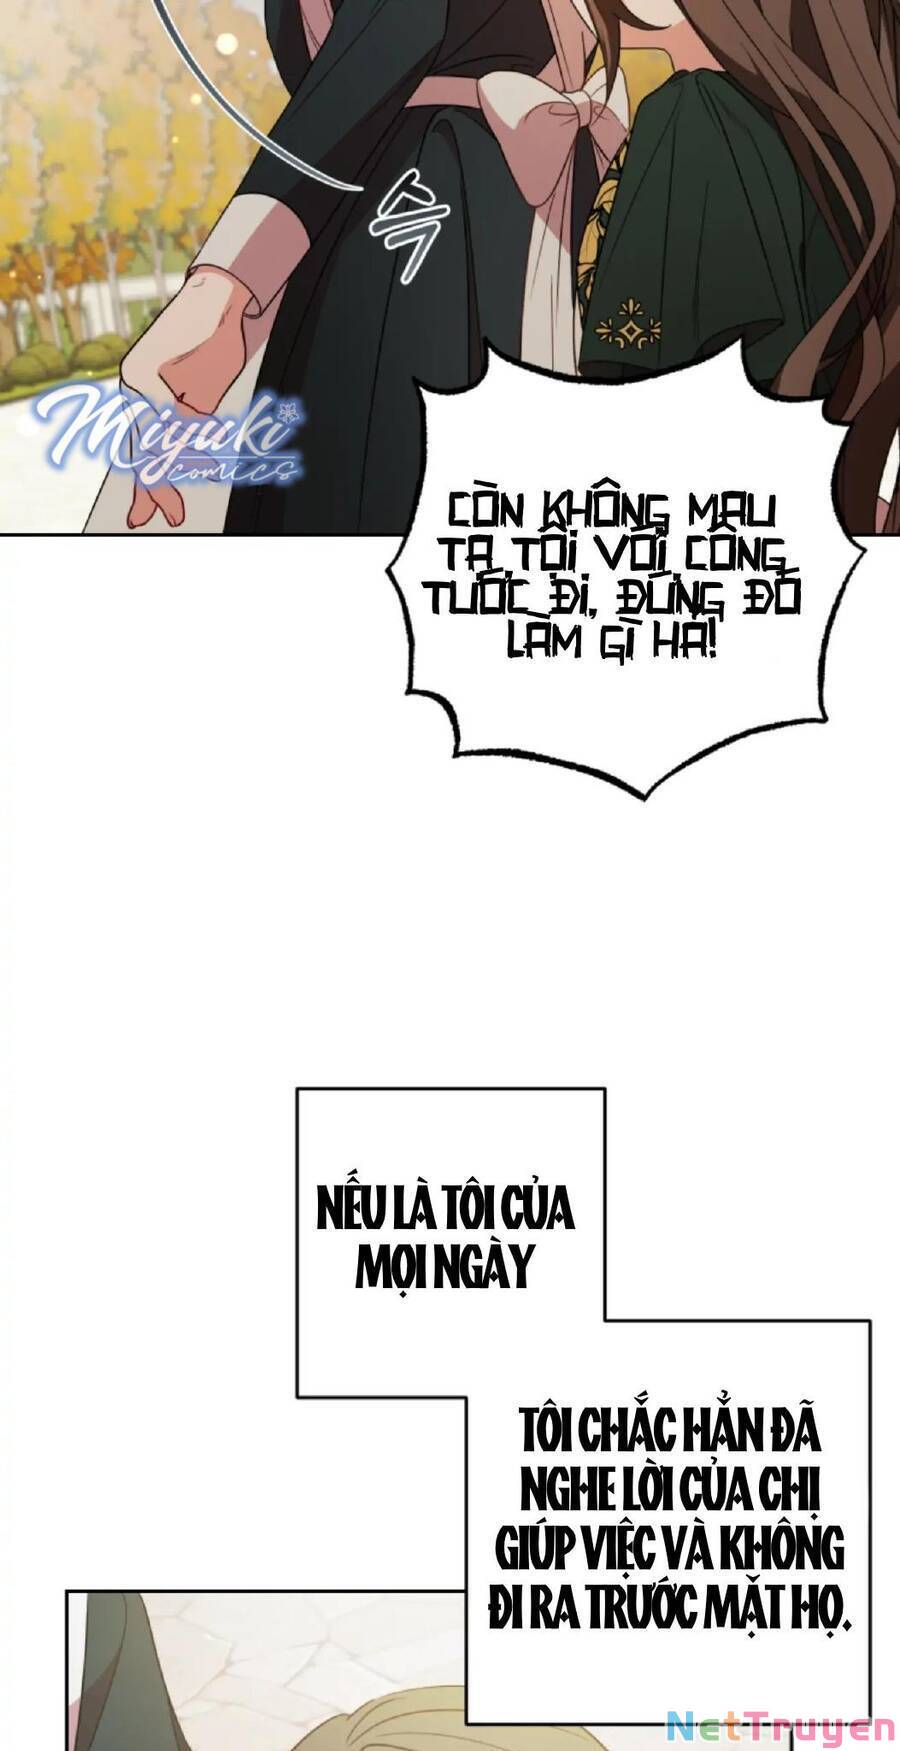 슥
Miyuki
comics
CÒN KHÔNG MAU
TẠ TỘI VỚI CÔNG
TƯỚC ĐI, ĐỨNG ĐÓ
LÀM GÌ HẢ!
NẾU LÀ TÔI CỦA
MỌI NGÀY
TÔI CHẮC HẲN ĐÃ
NGHE LỜI CỦA CHỊ
GIÚP VIỆC VÀ KHÔNG
ĐI RA TRƯỚC MẶT HỌ.
NetTruyen